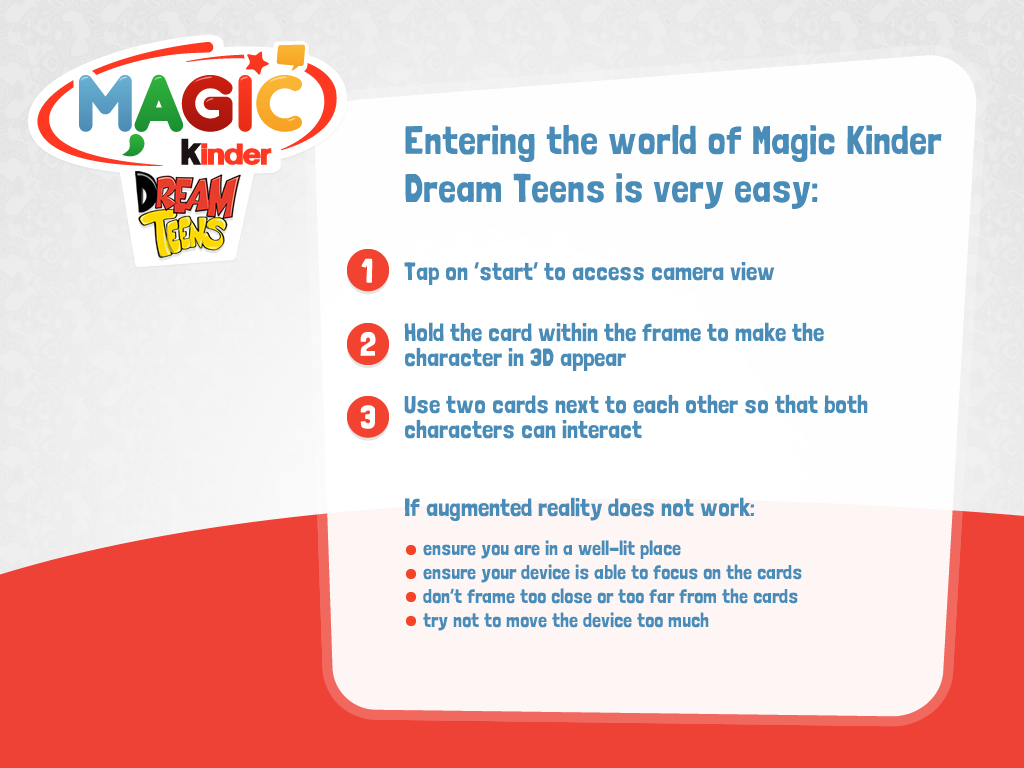 MAGIC
kinder
DREAM
TEENS
Entering the world of Magic Kinder
Dream Teens is very easy:
1 Tap on 'start' to access camera view
2 Hold the card within the frame to make the
character in 3D appear
3 Use two cards next to each other so that both
characters can interact
If augmented reality does not work:
• ensure you are in a well-lit place
• ensure your device is able to focus on the cards
• don't frame too close or too far from the cards
• try not to move the device too much